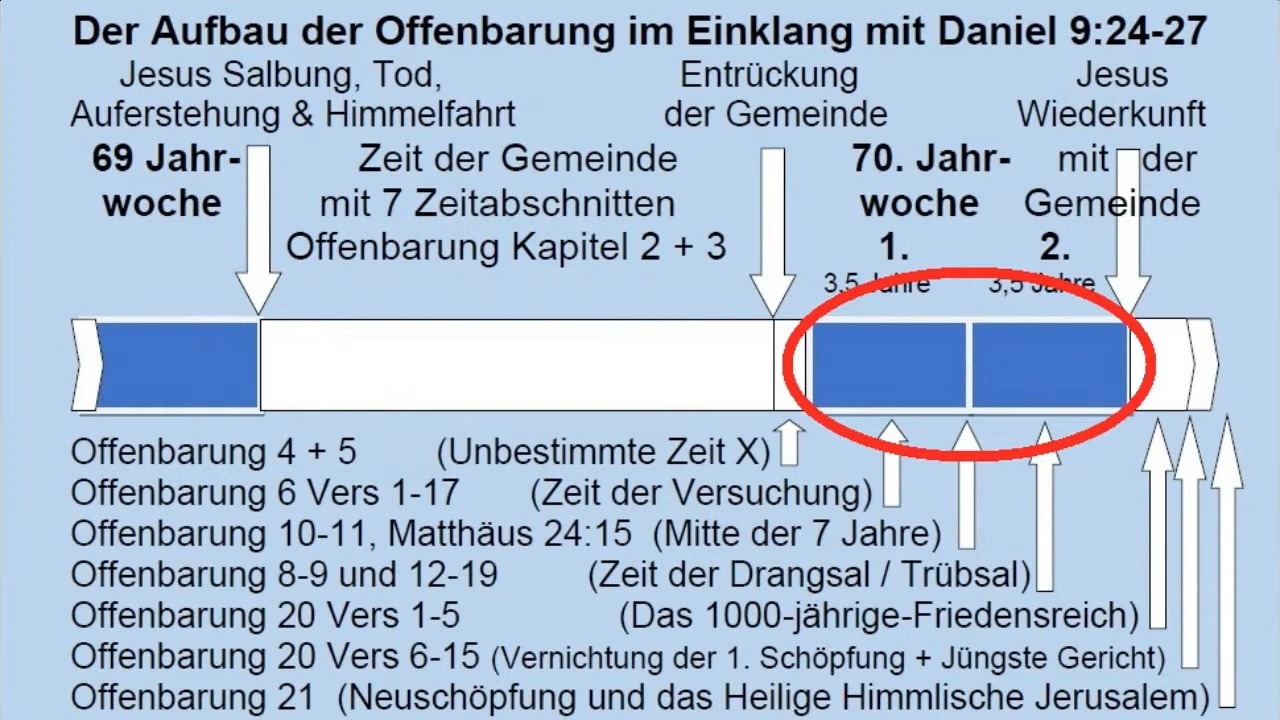 Der Aufbau der Offenbarung im Einklang mit Daniel 9:24-27
Jesus Salbung, Tod,
Auferstehung & Himmelfahrt
Entrückung
der Gemeinde
Jesus
Wiederkunft
mit der
Gemeinde
69 Jahr-
woche
Zeit der Gemeinde
mit 7 Zeitabschnitten
Offenbarung Kapitel 2 + 3
70. Jahr-
woche
1.
2.
3,5 Jahre
3,5 Jahre
Offenbarung 4 + 5 (Unbestimmte Zeit X)
Offenbarung 6 Vers 1-17 (Zeit der Versuchung)
Offenbarung 10-11, Matthäus 24:15 (Mitte der 7 Jahre)
Offenbarung 8-9 und 12-19 (Zeit der Drangsal / Trübsal)
Offenbarung 20 Vers 1-5 (Das 1000-jährige-Friedensreich)
Offenbarung 20 Vers 6-15 (Vernichtung der 1. Schöpfung + Jüngste Gericht)
Offenbarung 21 (Neuschöpfung und das Heilige Himmlische Jerusalem)